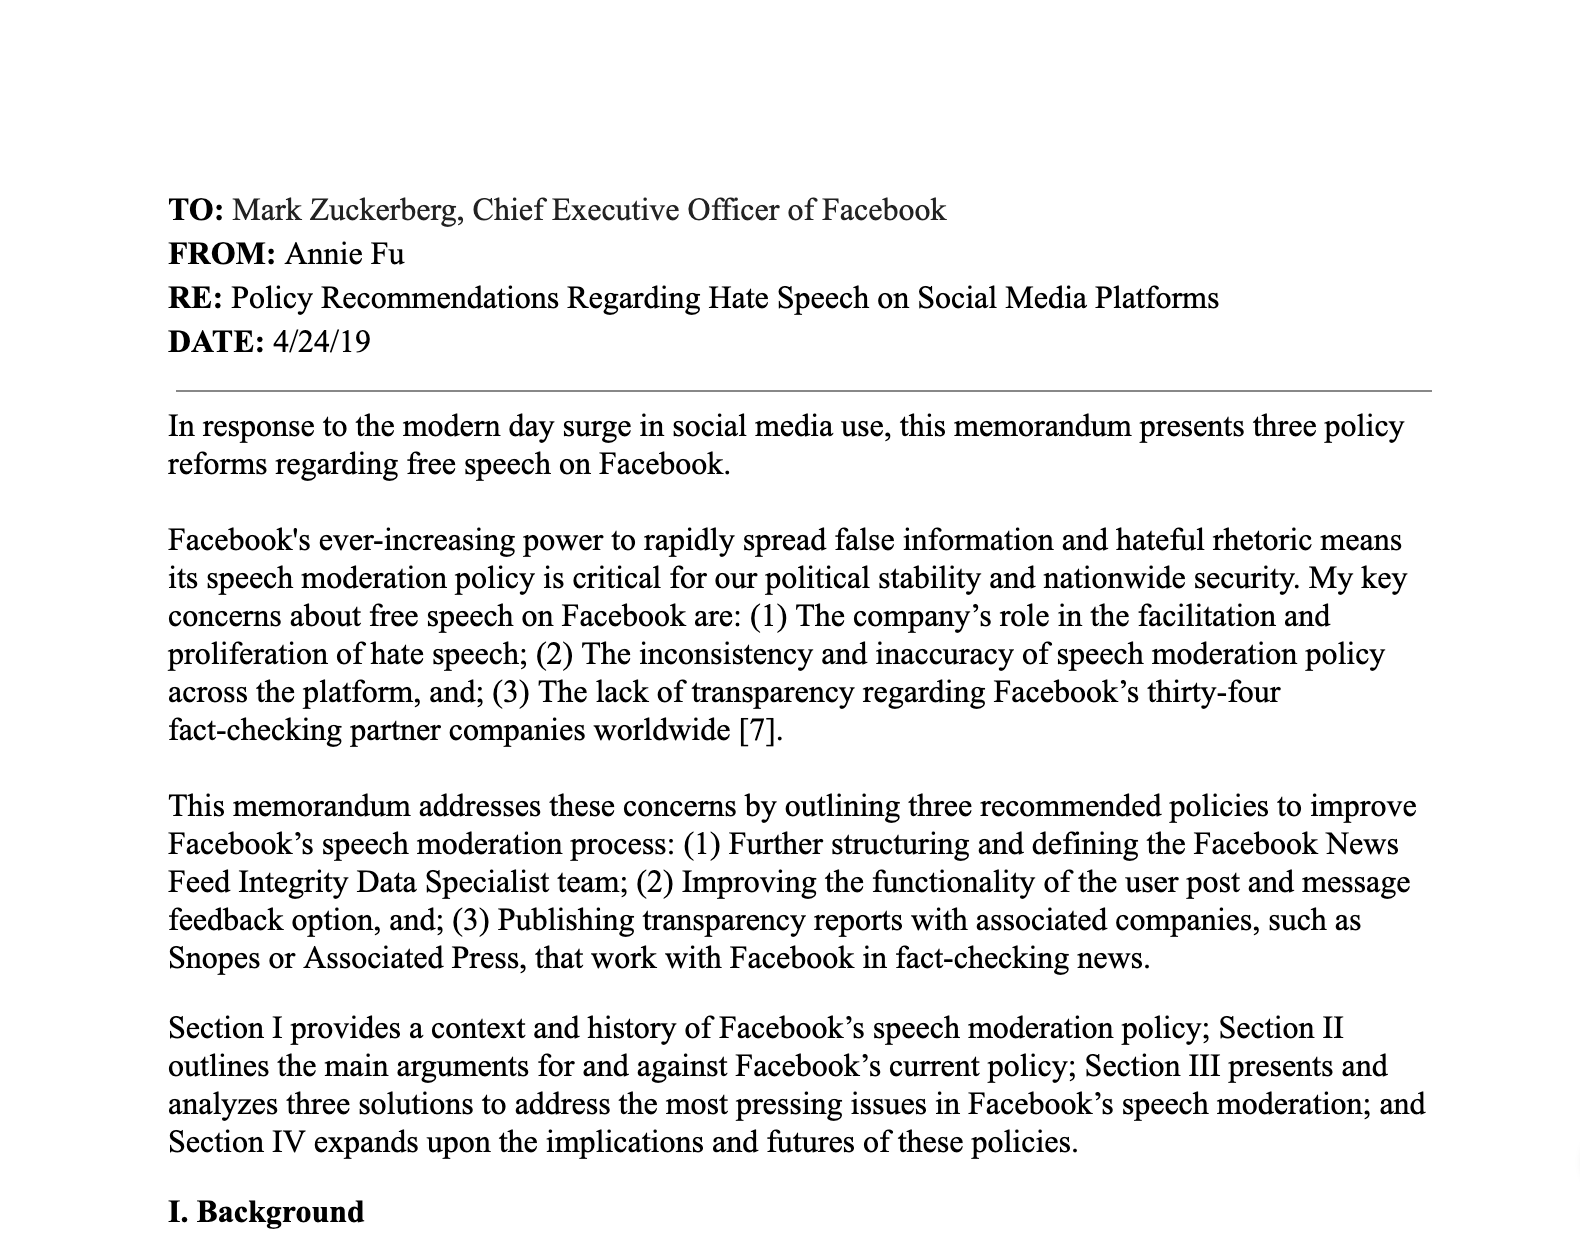 TO: Mark Zuckerberg, Chief Executive Officer of Facebook
FROM: Annie Fu
RE: Policy Recommendations Regarding Hate Speech on Social Media Platforms
DATE: 4/24/19
In response to the modern day surge in social media use, this memorandum presents three policy
reforms regarding free speech on Facebook.
Facebook's ever-increasing power to rapidly spread false information and hateful rhetoric means
its speech moderation policy is critical for our political stability and nationwide security. My key
concerns about free speech on Facebook are: (1) The company’s role in the facilitation and
proliferation of hate speech; (2) The inconsistency and inaccuracy of speech moderation policy
across the platform, and; (3) The lack of transparency regarding Facebook’s thirty-four
fact-checking partner companies worldwide [7].
This memorandum addresses these concerns by outlining three recommended policies to improve
Facebook’s speech moderation process: (1) Further structuring and defining the Facebook News
Feed Integrity Data Specialist team; (2) Improving the functionality of the user post and message
feedback option, and; (3) Publishing transparency reports with associated companies, such as
Snopes or Associated Press, that work with Facebook in fact-checking news.
Section I provides a context and history of Facebook’s speech moderation policy; Section II
outlines the main arguments for and against Facebook’s current policy; Section III presents and
analyzes three solutions to address the most pressing issues in Facebook’s speech moderation; and
Section IV expands upon the implications and futures of these policies.
I. Background